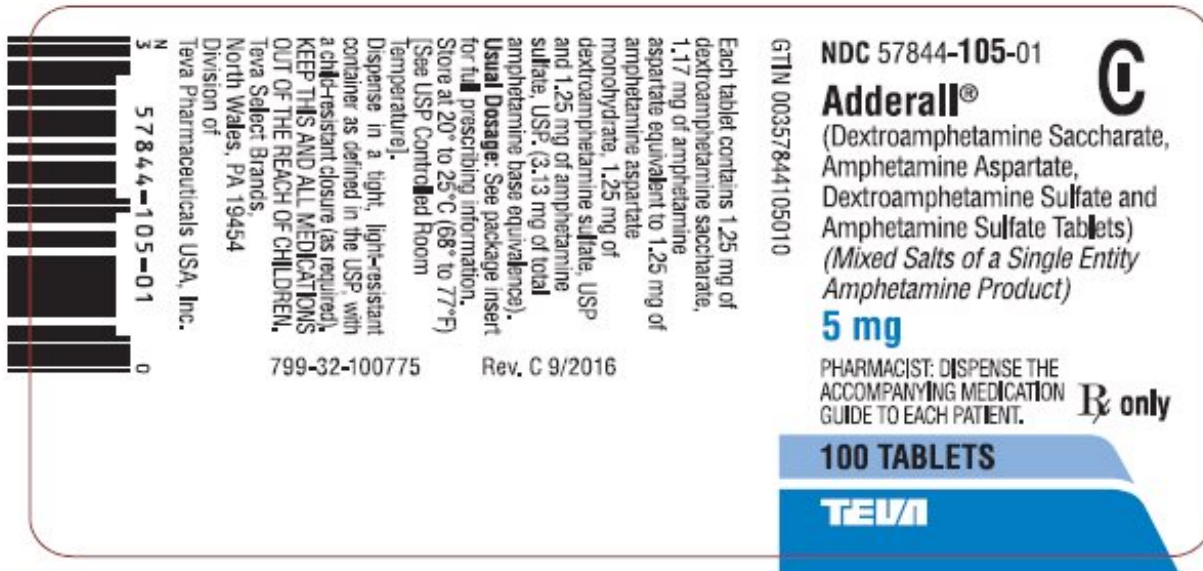 NDC 57844-105-01
CII
Adderall®
(Dextroamphetamine Saccharate,
Amphetamine Aspartate,
Dextroamphetamine Sulfate and
Amphetamine Sulfate Tablets)
(Mixed Salts of a Single Entity
Amphetamine Product)
5 mg
PHARMACIST: DISPENSE THE
ACCOMPANYING MEDICATION
GUIDE TO EACH PATIENT.
Rx only
100 TABLETS
TEVA
GTIN 00357844105010
Each tablet contains 1.25 mg of
dextroamphetamine saccharate,
1.17 mg of amphetamine
aspartate equivalent to 1.25 mg of
amphetamine aspartate
monohydrate, 1.25 mg of
dextroamphetamine sulfate, USP
and 1.25 mg of amphetamine
sulfate, USP. (3.13 mg of total
amphetamine base equivalence).
Usual Dosage: See package insert
for full prescribing information.
Store at 20° to 25°C (68° to 77°F)
[See USP Controlled Room
Temperature].
Dispense in a tight, light-resistant
container as defined in the USP, with
a child-resistant closure (as required).
KEEP THIS AND ALL MEDICATIONS
OUT OF THE REACH OF CHILDREN.
Teva Select Brands,
North Wales, PA 19454
Division of
Teva Pharmaceuticals USA, Inc.
Rev. C 9/2016
799-32-100775
N
3 57844-105-01 0